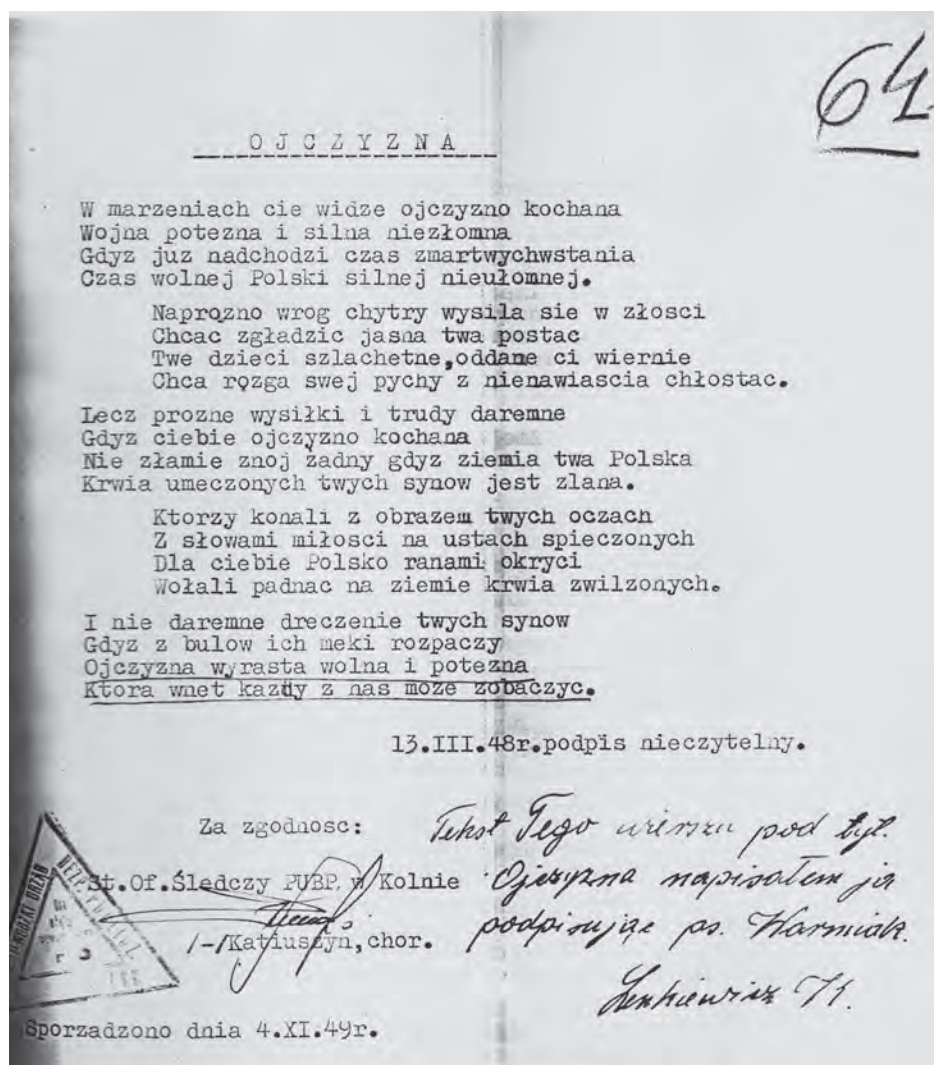 64
OJCZYZNA
W marzeniach cie widze ojczyzno kochana
Wojna potezna i silna niezłomna
Gdyz juz nadchodzi czas zmartwychwstania
Czas wolnej Polski silnej nieułomnej.
Naprozno wrog chytry wysila sie w złosci
Chcac zgładzic jasna twa postac
Twe dzieci szlachetne,oddane ci wiernie
Chca rozga swej pychy z nienawiascia chłostac.
Lecz prozne wysiłki i trudy daremne
Gdyz ciebie ojczyzno kochana
Nie złamie znoj zadny gdyz ziemia twa Polska
Krwia umeczonych twych synow jest zlana.
Ktorzy konali z obrazem twych oczach
Z słowami miłosci na ustach spieczonych
Dla ciebie Polsko ranami okryci
Wołali padnac na ziemie krwia zwilzonych.
I nie daremne dreczenie twych synow
Gdyz z bulow ich meki rozpaczy
Ojczyzna wyrasta wolna i potezna
Ktora wnet kazdy z nas moze zobaczyc.
13.III.48r.podpis nieczytelny.
Za zgodnosc:
St.Of.Śledczy PUBP. w Kolnie
/-/Katiuszyn,chor.
Tekst Tego wierszu pod tyt.
Ojczyzna napisałem ja
podpisując ps. Warmiak.
Sporzadzono dnia 4.XI.49r.